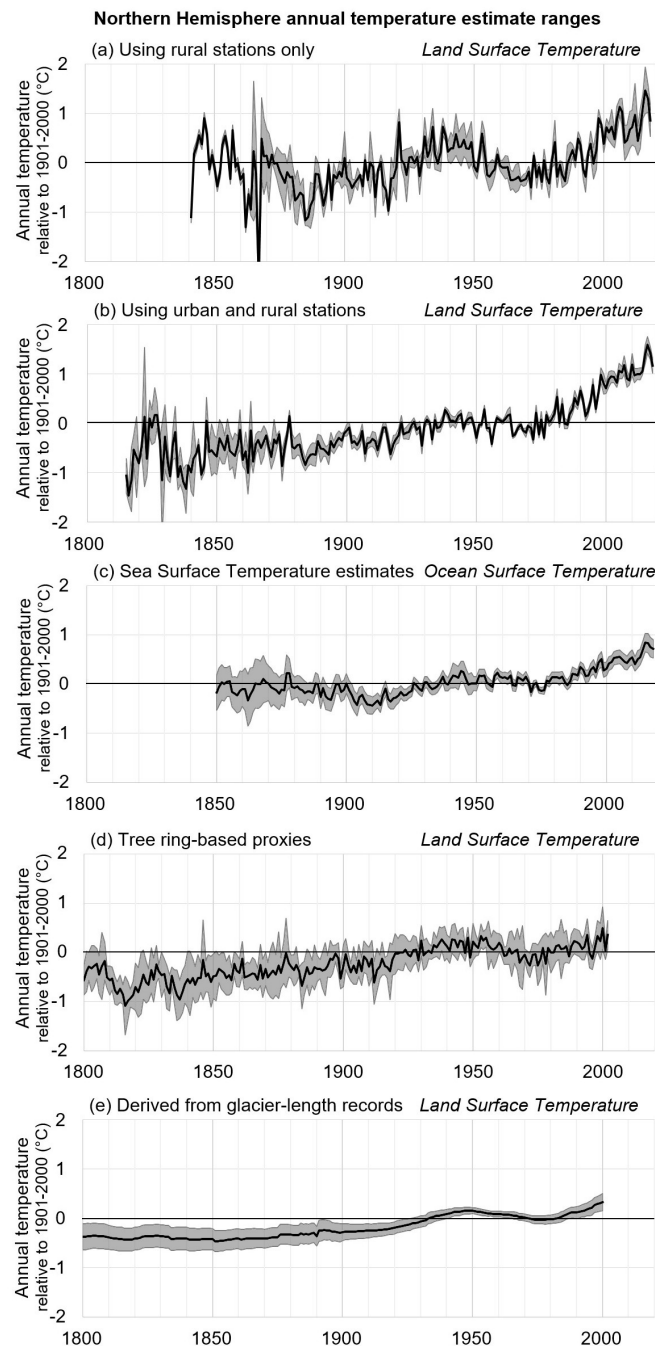 Northern Hemisphere annual temperature estimate ranges
(a) Using rural stations only Land Surface Temperature
Annual temperature
relative to 1901-2000 (°C)
2
1
0
-1
-2
1800 1850 1900 1950 2000
(b) Using urban and rural stations Land Surface Temperature
Annual temperature
relative to 1901-2000 (°C)
2
1
0
-1
-2
1800 1850 1900 1950 2000
(c) Sea Surface Temperature estimates Ocean Surface Temperature
Annual temperature
relative to 1901-2000 (°C)
2
1
0
-1
-2
1800 1850 1900 1950 2000
(d) Tree ring-based proxies Land Surface Temperature
Annual temperature
relative to 1901-2000 (°C)
2
1
0
-1
-2
1800 1850 1900 1950 2000
(e) Derived from glacier-length records Land Surface Temperature
Annual temperature
relative to 1901-2000 (°C)
2
1
0
-1
-2
1800 1850 1900 1950 2000